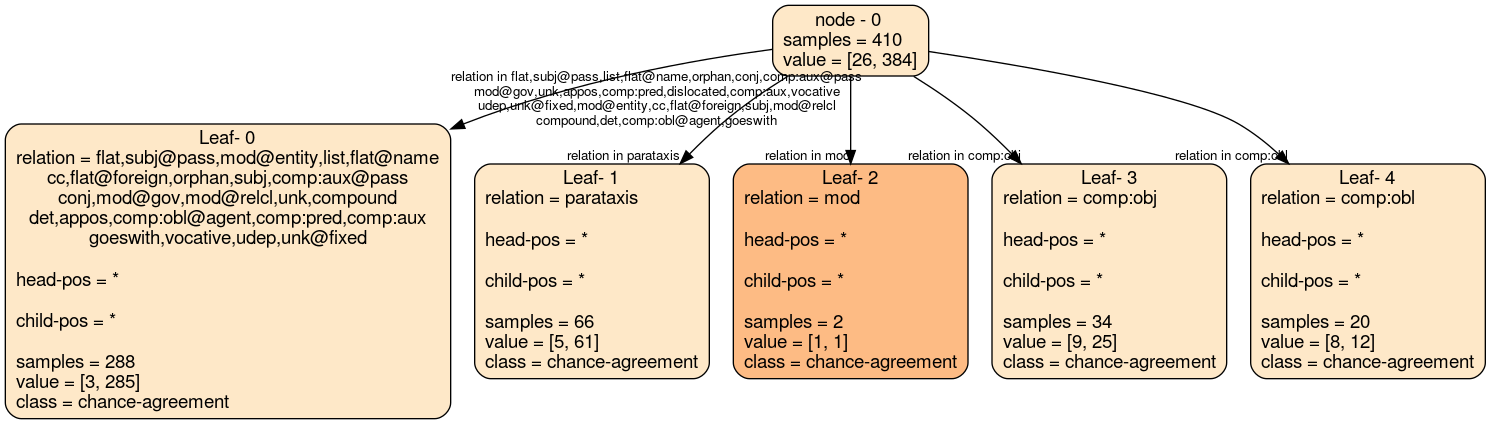 node - 0
samples = 410
value = [26, 384]
relation in flat,subj@pass,list,flat@name,orphan,conj,comp:aux@pass
mod@gov,unk,appos,comp:pred,dislocated,comp:aux,vocative
udep,unk@fixed,mod@entity,cc,flat@foreign,subj,mod@relcl
compound,det,comp:obl@agent,goeswith
relation in parataxis
relation in mod
relation in comp:obj
relation in comp:obl
Leaf- 0
relation = flat,subj@pass,mod@entity,list,flat@name
cc,flat@foreign,orphan,subj,comp:aux@pass
conj,mod@gov,mod@relcl,unk,compound
det,appos,comp:obl@agent,comp:pred,comp:aux
goeswith,vocative,udep,unk@fixed
head-pos = *
child-pos = *
samples = 288
value = [3, 285]
class = chance-agreement
Leaf- 1
relation = parataxis
head-pos = *
child-pos = *
samples = 66
value = [5, 61]
class = chance-agreement
Leaf- 2
relation = mod
head-pos = *
child-pos = *
samples = 2
value = [1, 1]
class = chance-agreement
Leaf- 3
relation = comp:obj
head-pos = *
child-pos = *
samples = 34
value = [9, 25]
class = chance-agreement
Leaf- 4
relation = comp:obl
head-pos = *
child-pos = *
samples = 20
value = [8, 12]
class = chance-agreement